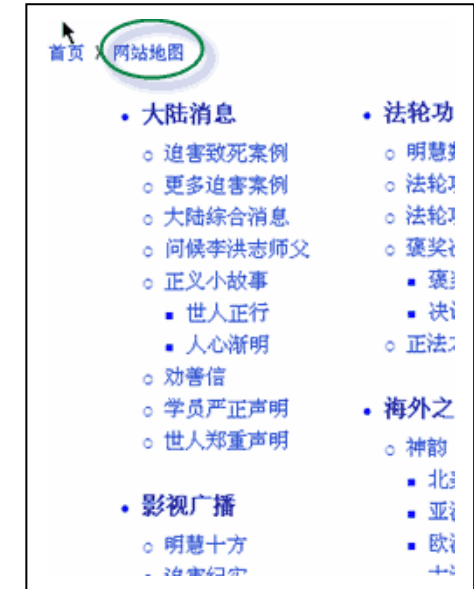 首页 网站地图
大陆消息
迫害致死案例
更多迫害案例
大陆综合消息
问候李洪志师父
正义小故事
世人正行
人心渐明
劝善信
学员严正声明
世人郑重声明
影视广播
明慧十方
迫害纪实
法轮功
明慧
法轮
法轮
褒奖
正法
海外之
神韵